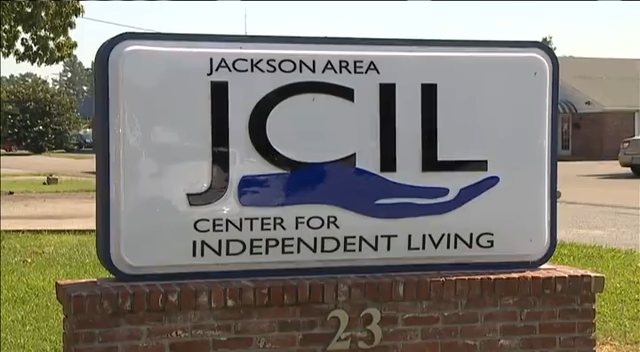 JACKSON AREA
JCIL
CENTER FOR
INDEPENDENT LIVING
23